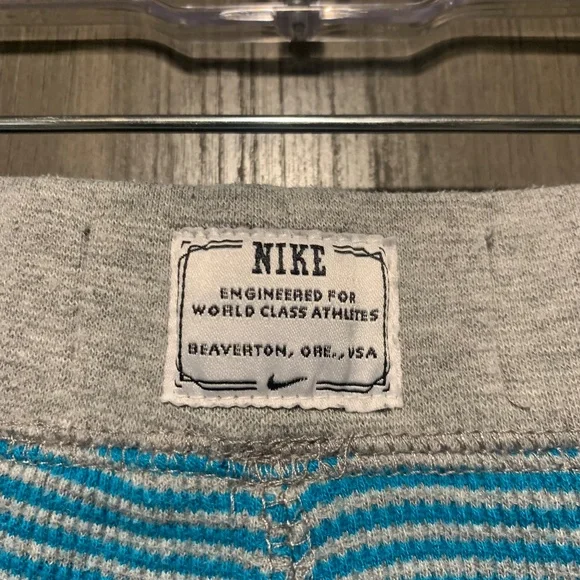 NIKE
ENGINEERED FOR
WORLD CLASS ATHLETES
BEAVERTON, ORE., USA